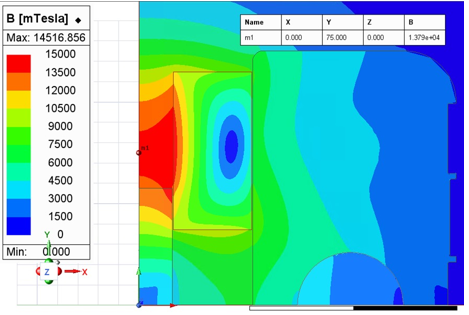 B [mTesla]
Max: 14516.856
15000
13500
12000
10500
9000
7500
6000
4500
3000
1500
0
Min: 0.000
Name X Y Z B
m1 0.000 75.000 0.000 1.379e+04
m1
Y
Z X